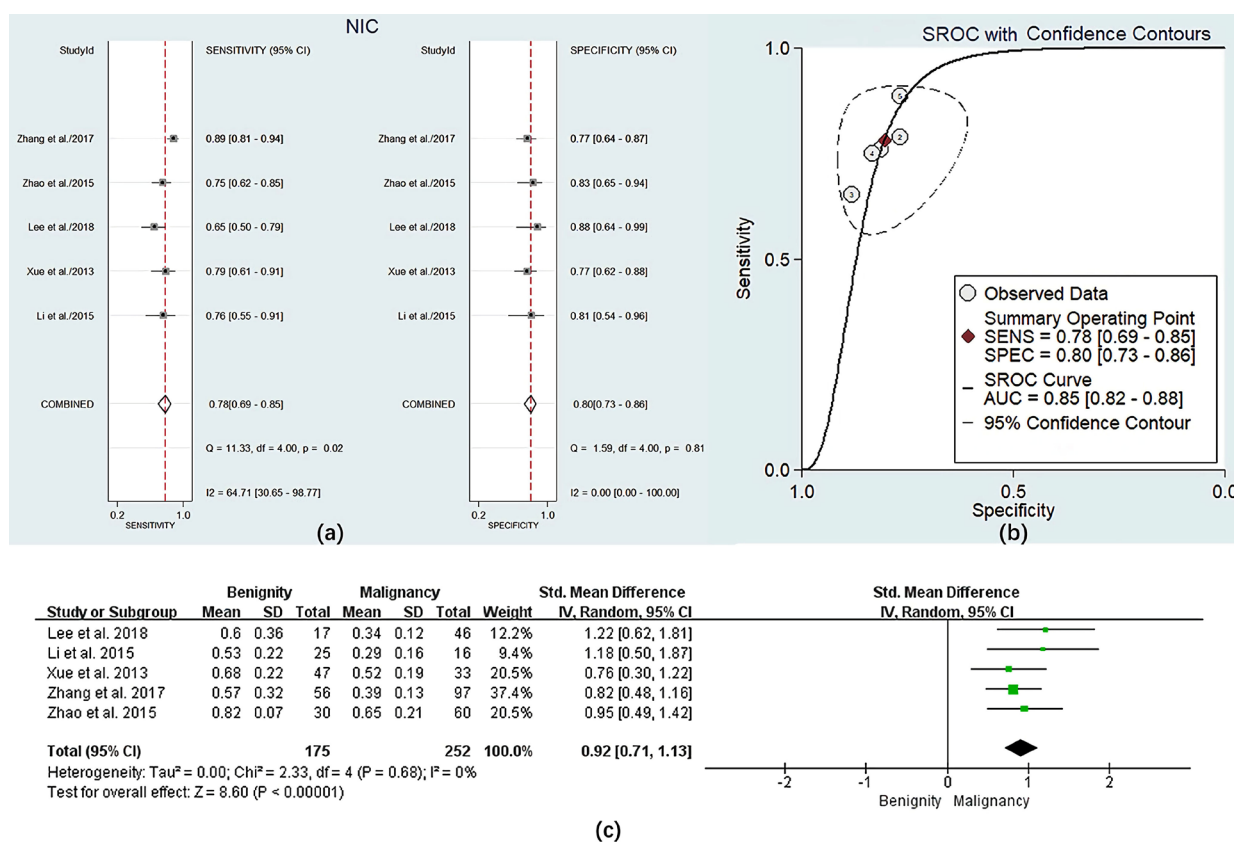 NIC
StudyId SENSITIVITY (95% CI)
Zhang et al./2017 0.89 [0.81 - 0.94)
Zhao et al./2015 0.75 [0.62 - 0.85)
Lee et al./2018 0.65 [0.50 - 0.79)
Xue et al./2013 0.79 [0.61 - 0.91)
Li et al./2015 0.76 [0.55 - 0.91)
COMBINED 0.78[0.69 - 0.85)
Q = 11.33, df = 4.00, p = 0.02
I2 = 64.71 [30.65 - 98.77]
0.2 1.0
SENSITIVITY
StudyId SPECIFICITY (95% CI)
Zhang et al./2017 0.77 [0.64 - 0.87)
Zhao et al./2015 0.83 [0.65 - 0.94)
Lee et al./2018 0.88 [0.64 - 0.99)
Xue et al./2013 0.77 [0.62 - 0.88)
Li et al./2015 0.81 [0.54 - 0.96)
COMBINED 0.80[0.73 - 0.86)
Q = 1.59, df = 4.00, p = 0.81
I2 = 0.00 [0.00 - 100.00]
0.2 1.0
SPECIFICITY
(a)
SROC with Confidence Contours
1.0
0.5
0.0
Sensitivity
5
2
4
3
Observed Data
Summary Operating Point
SENS = 0.78 [0.69 - 0.85]
SPEC = 0.80 [0.73 - 0.86]
SROC Curve
AUC = 0.85 [0.82 - 0.88]
95% Confidence Contour
1.0 0.5 0.0
Specificity
(b)
Benignity Malignancy Std. Mean Difference Std. Mean Difference
Study or Subgroup Mean SD Total Mean SD Total Weight IV, Random, 95% CI IV, Random, 95% CI
Lee et al. 2018 0.6 0.36 17 0.34 0.12 46 12.2% 1.22 [0.62, 1.81]
Li et al. 2015 0.53 0.22 25 0.29 0.16 16 9.4% 1.18 [0.50, 1.87]
Xue et al. 2013 0.68 0.22 47 0.52 0.19 33 20.5% 0.76 [0.30, 1.22]
Zhang et al. 2017 0.57 0.32 56 0.39 0.13 97 37.4% 0.82 [0.48, 1.16]
Zhao et al. 2015 0.82 0.07 30 0.65 0.21 60 20.5% 0.95 [0.49, 1.42]
Total (95% CI) 175 252 100.0% 0.92 [0.71, 1.13]
Heterogeneity: Tau² = 0.00; Chi² = 2.33, df = 4 (P = 0.68); I² = 0%
Test for overall effect: Z = 8.60 (P < 0.00001)
-2 -1 0 1 2
Benignity Malignancy
(c)